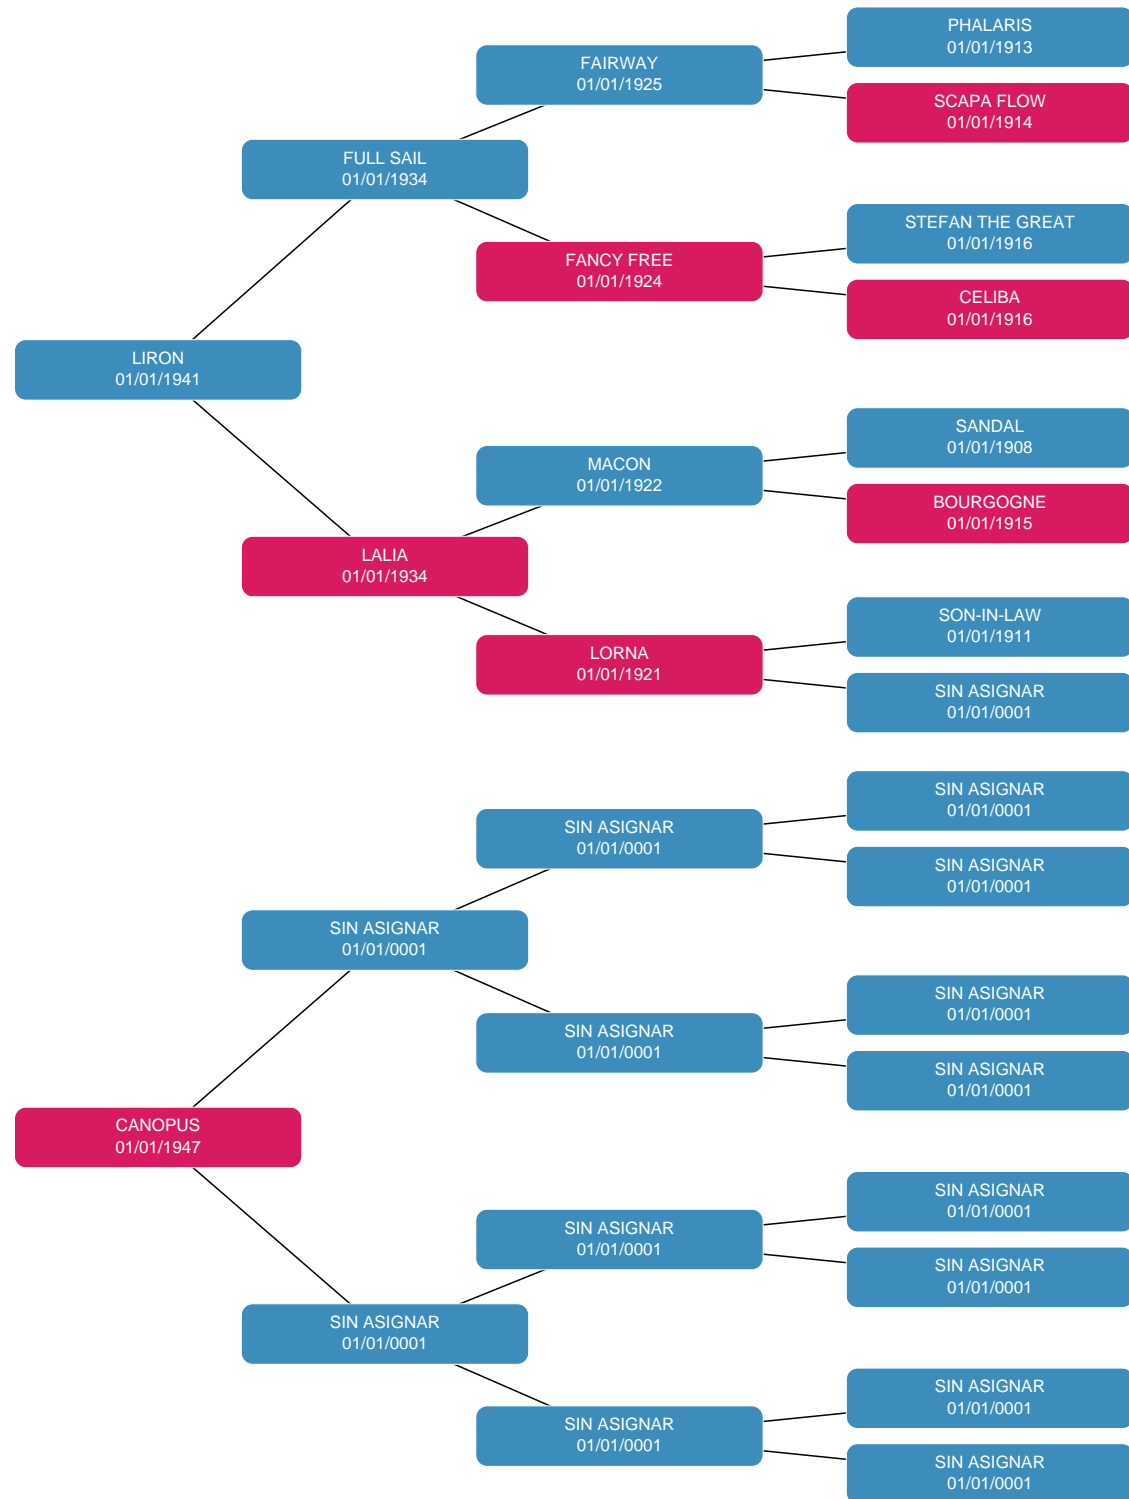 PHALARIS
01/01/1913
FAIRWAY
01/01/1925
SCAPA FLOW
01/01/1914
FULL SAIL
01/01/1934
STEFAN THE GREAT
01/01/1916
FANCY FREE
01/01/1924
CELIBA
01/01/1916
LIRON
01/01/1941
SANDAL
01/01/1908
MACON
01/01/1922
BOURGOGNE
01/01/1915
LALIA
01/01/1934
SON-IN-LAW
01/01/1911
LORNA
01/01/1921
SIN ASIGNAR
01/01/0001
SIN ASIGNAR
01/01/0001
SIN ASIGNAR
01/01/0001
SIN ASIGNAR
01/01/0001
SIN ASIGNAR
01/01/0001
SIN ASIGNAR
01/01/0001
SIN ASIGNAR
01/01/0001
SIN ASIGNAR
01/01/0001
CANOPUS
01/01/1947
SIN ASIGNAR
01/01/0001
SIN ASIGNAR
01/01/0001
SIN ASIGNAR
01/01/0001
SIN ASIGNAR
01/01/0001
SIN ASIGNAR
01/01/0001
SIN ASIGNAR
01/01/0001
SIN ASIGNAR
01/01/0001